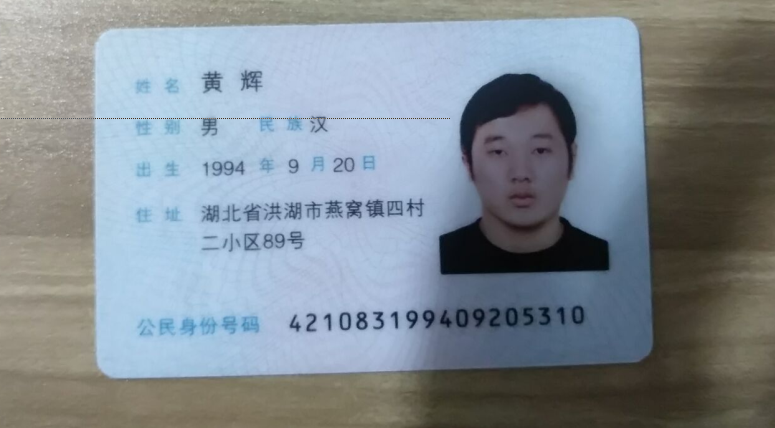 姓名 黄辉
性别 男 民族 汉
出生 1994 年 9 月 20 日
住址 湖北省洪湖市燕窝镇四村
二小区89号
公民身份号码 421083199409205310